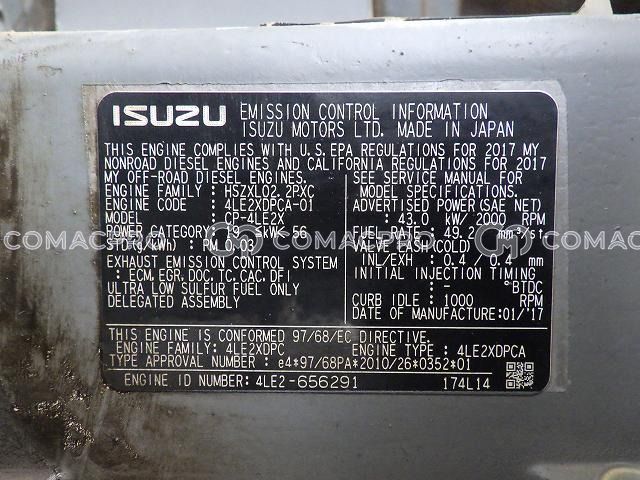 ISUZU EMISSION CONTROL INFORMATION
ISUZU MOTORS LTD. MADE IN JAPAN
THIS ENGINE COMPLIES WITH U.S.EPA REGULATIONS FOR 2017 MY
NONROAD DIESEL ENGINES AND CALIFORNIA REGULATIONS FOR 2017
MY OFF-ROAD DIESEL ENGINES.
ENGINE FAMILY : HSZXL02.2PXC
: 4LE2XDPCA-01
MODEL : CP-4LE2X
POWER CATEGORY: 19≤kW<56
STD(g/kWh) : PM 0.03
EXHAUST EMISSION CONTROL SYSTEM
: ECM,EGR,DOC,TC,CAC,DFI
ULTRA LOW SULFUR FUEL ONLY
DELEGATED ASSEMBLY
SEE SERVICE MANUAL FOR
MODEL SPECIFICATION.
ADVERTISED POWER(SAE NET)
: 43.0 kW/ 2000 RPM
FUEL RATE: 49.2 mm³/st
VALVE LASH(COLD)
INL/EXH : 0.4 / 0.4 mm
INITIAL INJECTION TIMING
: - °BTDC
CURB IDLE : 1000 RPM
DATE OF MANUFACTURE:01/'17
THIS ENGINE IS CONFORMED 97/68/EC DIRECTIVE.
ENGINE FAMILY: 4LE2XDPC ENGINE TYPE : 4LE2XDPCA
TYPE APPROVAL NUMBER : e4*97/68PA*2010/26*0352*01
ENGINE ID NUMBER: 4LE2-656291 174L14